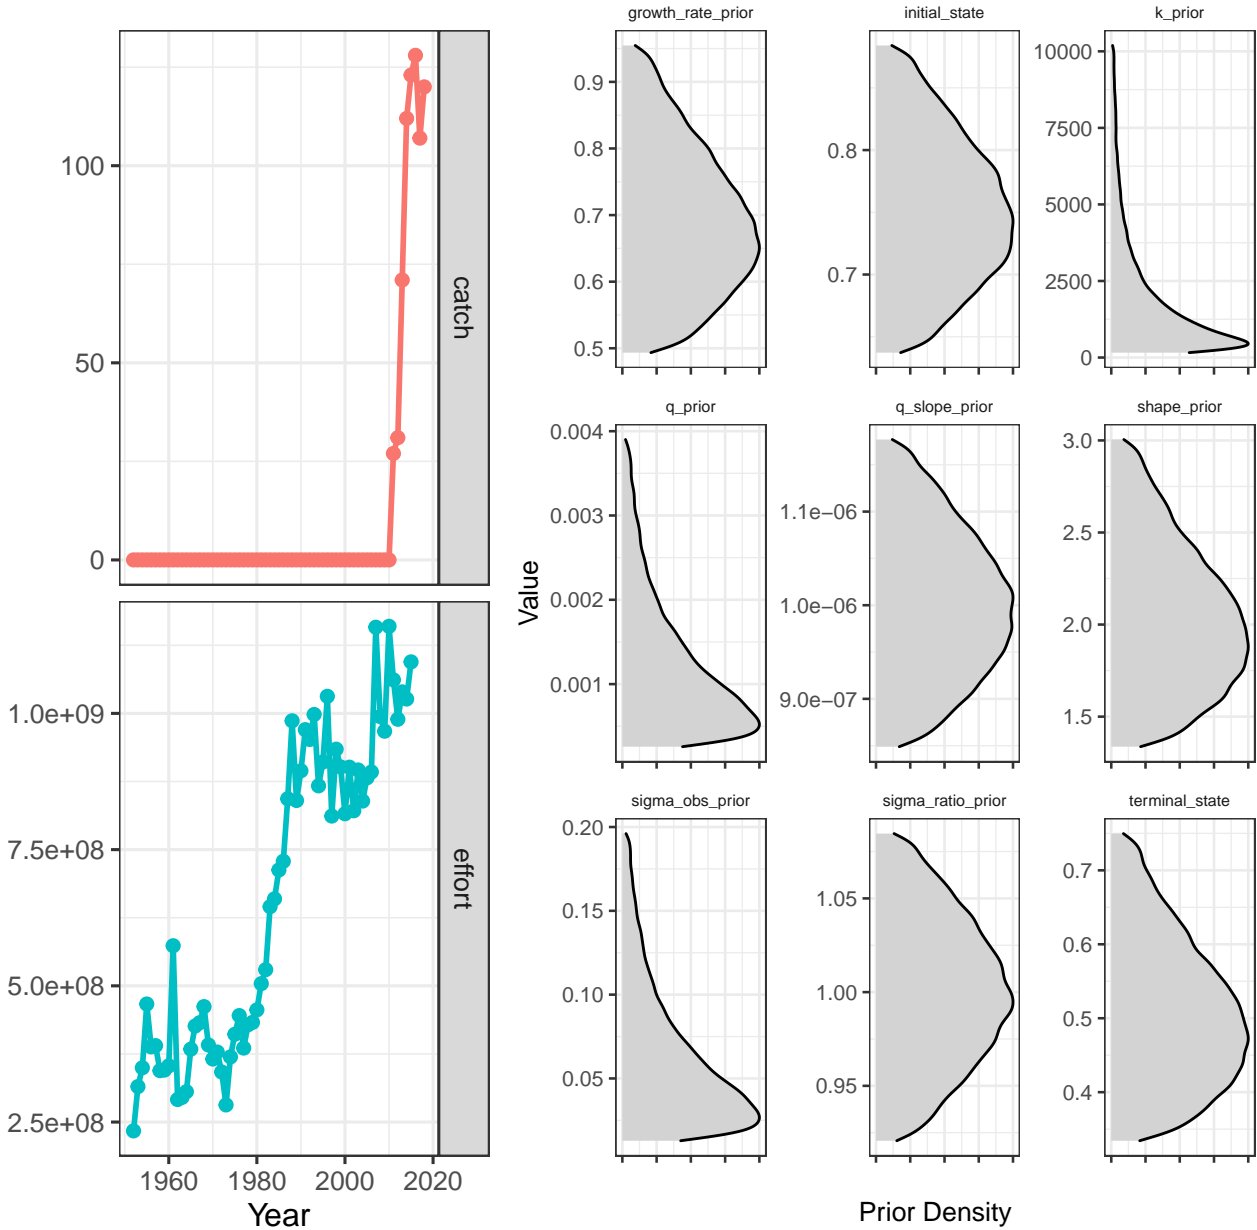 growth_rate_prior
initial_state
k_prior
100
50
0
catch
0.9
0.8
0.7
0.6
0.5
0.8
0.7
10000
7500
5000
2500
0
q_prior
q_slope_prior
shape_prior
0.004
0.003
0.002
0.001
1.1e−06
1.0e−06
9.0e−07
3.0
2.5
2.0
1.5
Value
1.0e+09
7.5e+08
5.0e+08
2.5e+08
effort
sigma_obs_prior
sigma_ratio_prior
terminal_state
0.20
0.15
0.10
0.05
1.05
1.00
0.95
0.7
0.6
0.5
0.4
1960
1980
2000
2020
Year
Prior Density